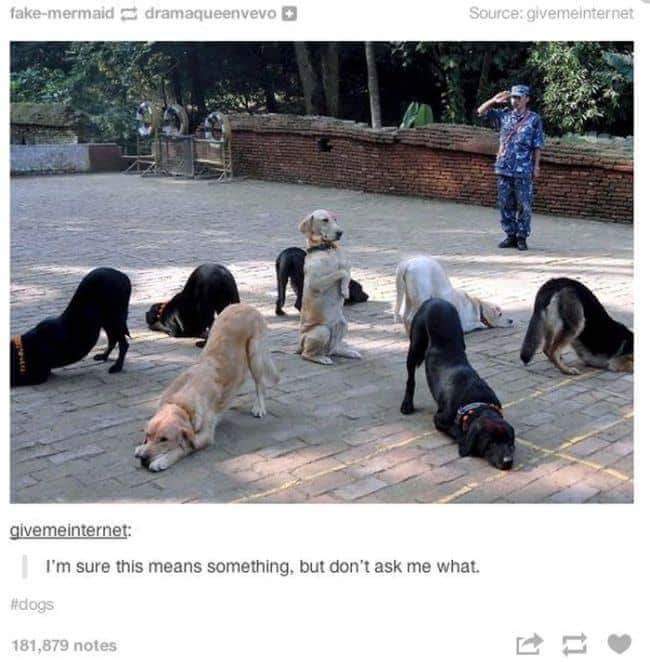 fake-mermaid dramaqueenvevo Source: givemeinternet
givemeinternet:
I'm sure this means something, but don't ask me what.
#dogs
181,879 notes